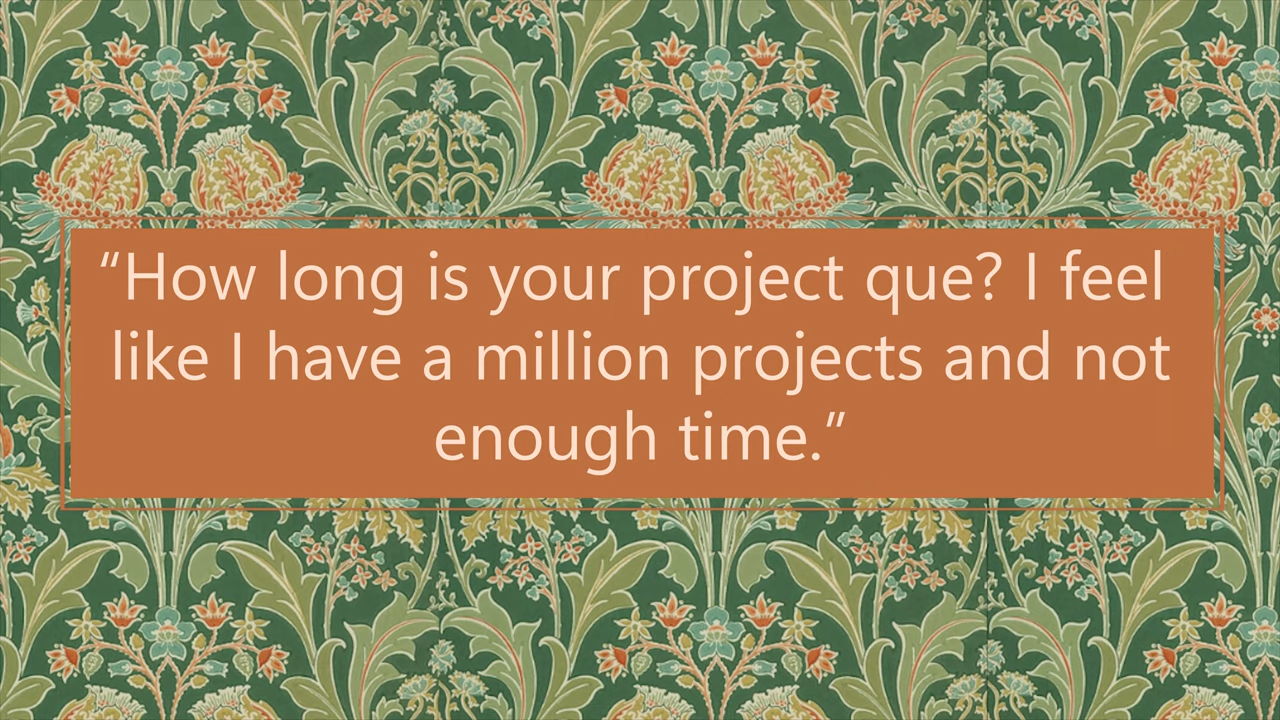 “How long is your project que? I feel
like I have a million projects and not
enough time.”